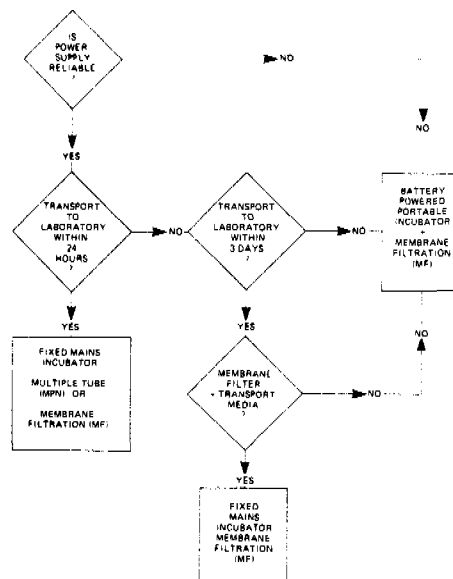 IS
POWER
SUPPLY
RELIABLE
?
NO
NO
YES
TRANSPORT
TO
LABORATORY
WITHIN
24
HOURS
?
NO
TRANSPORT
TO
LABORATORY
WITHIN
3 DAYS
?
NO
BATTERY
POWERED
PORTABLE
INCUBATOR
+
MEMBRANE
FILTRATION
(MF)
YES
FIXED MAINS
INCUBATOR
MULTIPLE TUBE
(MPN) OR
MEMBRANE
FILTRATION (MF)
YES
MEMBRANE
FILTER
+ TRANSPORT
MEDIA
?
NO
NO
YES
FIXED
MAINS
INCUBATOR
MEMBRANE
FILTRATION
(MF)